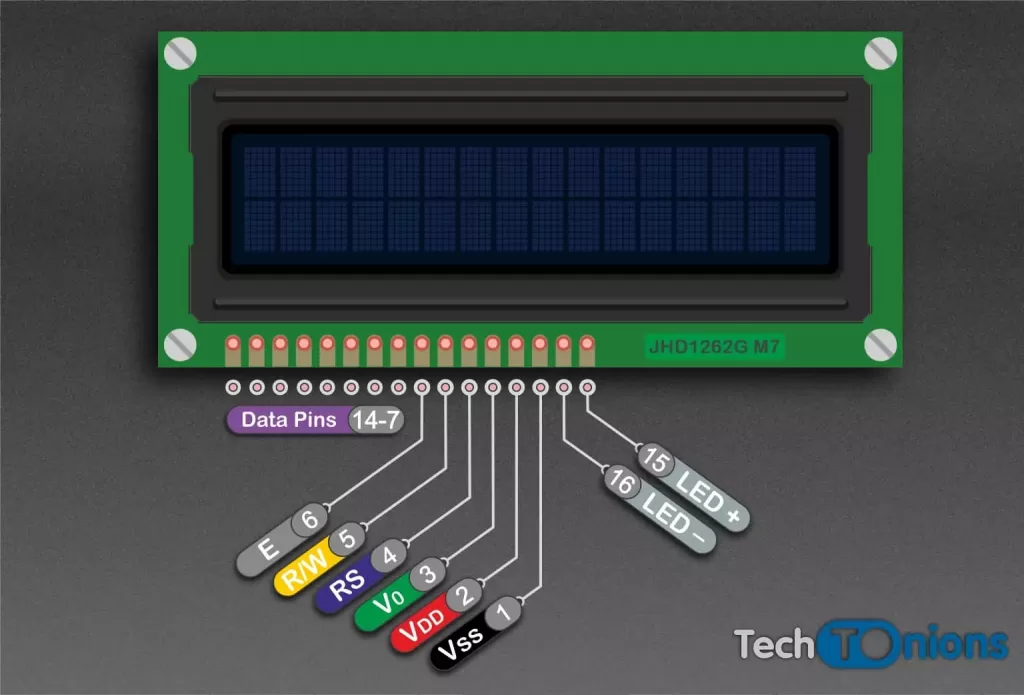 JHD1262G M7
Data Pins 14-7
E 6
R/W 5
RS 4
V0 3
VDD 2
VSS 1
15 LED +
16 LED −
TechTOnions